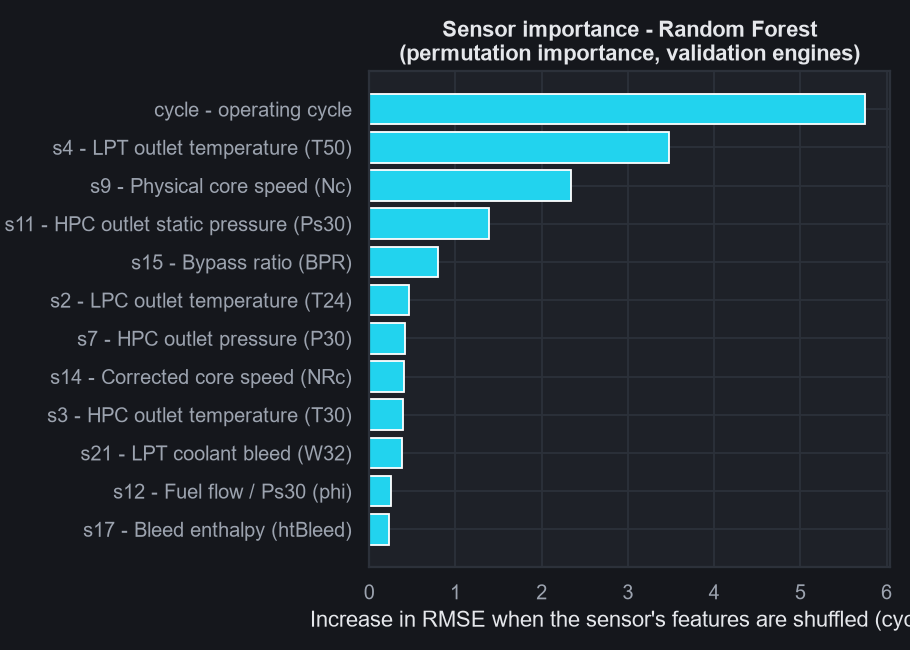 Sensor importance - Random Forest
(permutation importance, validation engines)
cycle - operating cycle
s4 - LPT outlet temperature (T50)
s9 - Physical core speed (Nc)
s11 - HPC outlet static pressure (Ps30)
s15 - Bypass ratio (BPR)
s2 - LPC outlet temperature (T24)
s7 - HPC outlet pressure (P30)
s14 - Corrected core speed (NRc)
s3 - HPC outlet temperature (T30)
s21 - LPT coolant bleed (W32)
s12 - Fuel flow / Ps30 (phi)
s17 - Bleed enthalpy (htBleed)
0 1 2 3 4 5 6
Increase in RMSE when the sensor's features are shuffled (cyc